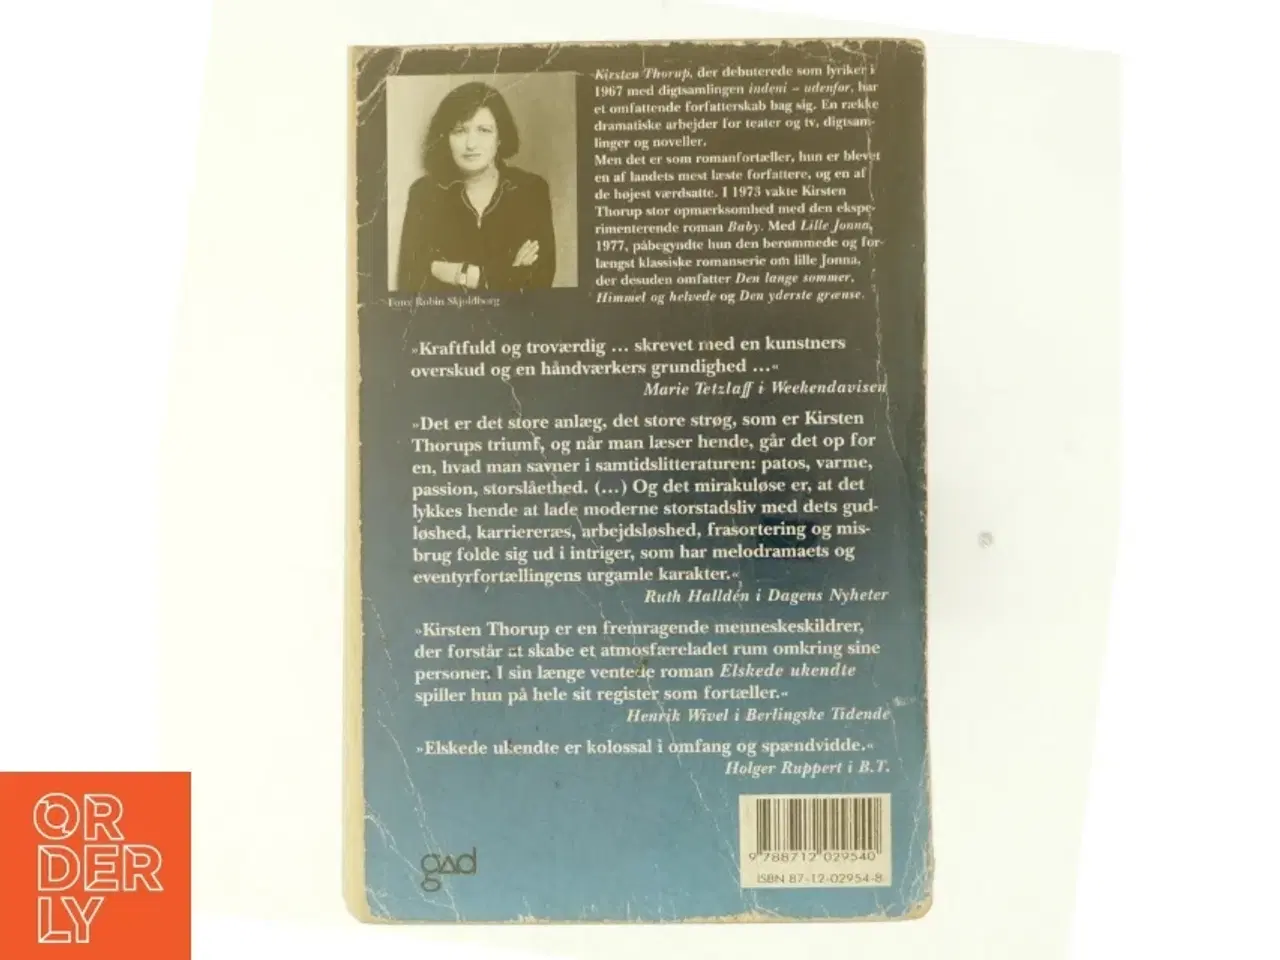 Kirsten Thorup, der debuterede som lyriker i
1967 med digtsamlingen indeni – udenfor, har
et omfattende forfatterskab bag sig. En række
dramatiske arbejder for teater og tv, digtsam-
linger og noveller.
Men det er som romanfortæller, hun er blevet
en af landets mest læste forfattere, og en af
de højest værdsatte. I 1973 vakte Kirsten
Thorup stor opmærksomhed med den ekspe-
rimenterende roman Baby. Med Lille Jonna,
1977, påbegyndte hun den berømmede og for-
længst klassiske romanserie om lille Jonna,
der desuden omfatter Den lange sommer,
Himmel og helvede og Den yderste grænse.
Foto: Robin Skjoldborg
»Kraftfuld og troværdig ... skrevet med en kunstners
overskud og en håndværkers grundighed ...«
Marie Tetzlaff i Weekendavisen
»Det er det store anlæg, det store strøg, som er Kirsten
Thorups triumf, og når man læser hende, går det op for
en, hvad man savner i samtidslitteraturen: patos, varme,
passion, storslåethed. (...) Og det mirakuløse er, at det
lykkes hende at lade moderne storstadsliv med dets gud-
løshed, karriereræs, arbejdsløshed, frasortering og mis-
brug folde sig ud i intriger, som har melodramaets og
eventyrfortællingens urgamle karakter.«
Ruth Halldén i Dagens Nyheter
»Kirsten Thorup er en fremragende menneskeskildrer,
der forstår at skabe et atmosfæreladet rum omkring sine
personer. I sin længe ventede roman Elskede ukendte
spiller hun på hele sit register som fortæller.«
Henrik Wivel i Berlingske Tidende
»Elskede ukendte er kolossal i omfang og spændvidde.«
Holger Ruppert i B.T.
gad
9 788712 029540
ISBN 87-12-02954-8
OR
DER
LY